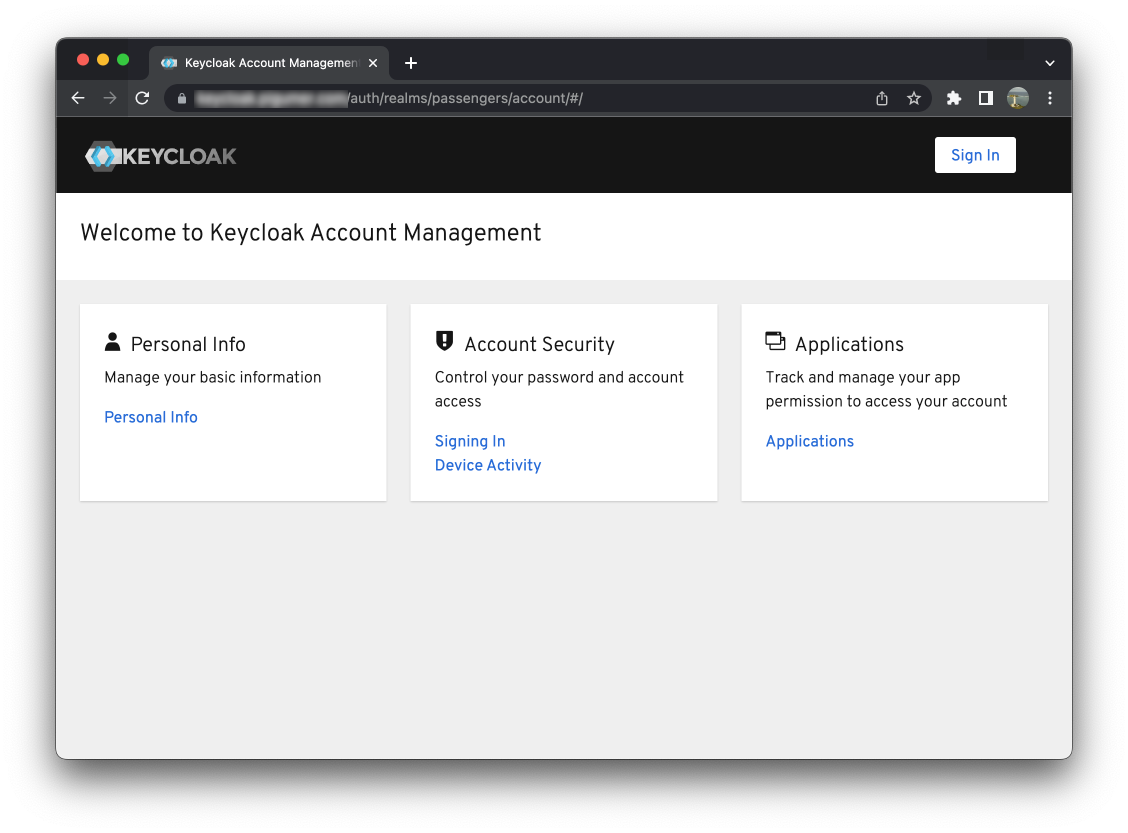 Keycloak Account Managemen
/auth/realms/passengers/account/#/
KEYCLOAK
Sign In
Welcome to Keycloak Account Management
Personal Info
Manage your basic information
Personal Info
Account Security
Control your password and account
access
Signing In
Device Activity
Applications
Track and manage your app
permission to access your account
Applications